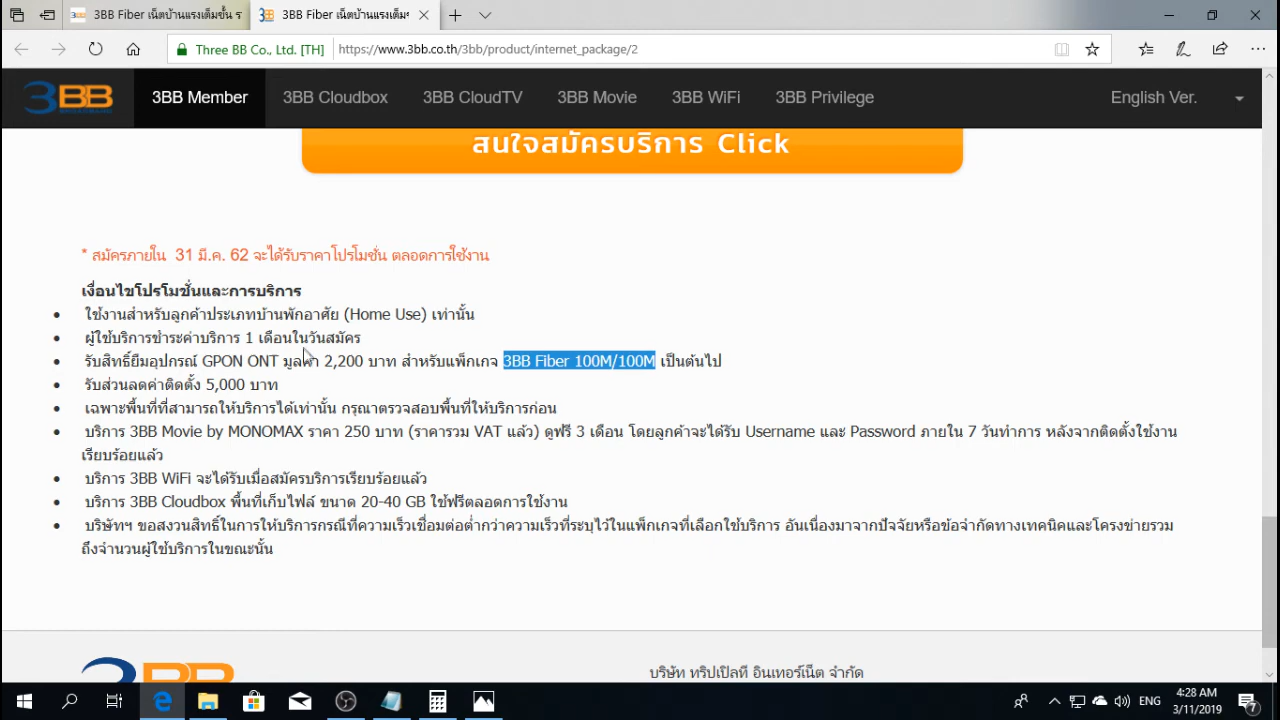 3BB Fiber เน็ตบ้านแรงเต็มขั้น ร
3BB Fiber เน็ตบ้านแรงเต็มข
Three BB Co., Ltd. [TH]
https://www.3bb.co.th/3bb/product/internet_package/2
3BB
3BB Member
3BB Cloudbox
3BB CloudTV
3BB Movie
3BB WiFi
3BB Privilege
English Ver.
สนใจสมัครบริการ Click
* สมัครภายใน 31 มี.ค. 62 จะได้รับราคาโปรโมชั่น ตลอดการใช้งาน
เงื่อนไขโปรโมชั่นและการบริการ
• ใช้งานสำหรับลูกค้าประเภทบ้านพักอาศัย (Home Use) เท่านั้น
• ผู้ใช้บริการชำระค่าบริการ 1 เดือนในวันสมัคร
• รับสิทธิ์ยืมอุปกรณ์ GPON ONT มูลค่า 2,200 บาท สำหรับแพ็กเกจ 3BB Fiber 100M/100M เป็นต้นไป
• รับส่วนลดค่าติดตั้ง 5,000 บาท
• เฉพาะพื้นที่ที่สามารถให้บริการได้เท่านั้น กรุณาตรวจสอบพื้นที่ให้บริการก่อน
• บริการ 3BB Movie by MONOMAX ราคา 250 บาท (ราคารวม VAT แล้ว) ดูฟรี 3 เดือน โดยลูกค้าจะได้รับ Username และ Password ภายใน 7 วันทำการ หลังจากติดตั้งใช้งาน
เรียบร้อยแล้ว
• บริการ 3BB WiFi จะได้รับเมื่อสมัครบริการเรียบร้อยแล้ว
• บริการ 3BB Cloudbox พื้นที่เก็บไฟล์ ขนาด 20-40 GB ใช้ฟรีตลอดการใช้งาน
• บริษัทฯ ขอสงวนสิทธิ์ในการให้บริการกรณีที่ความเร็วเชื่อมต่อต่ำกว่าความเร็วที่ระบุไว้ในแพ็กเกจที่เลือกใช้บริการ อันเนื่องมาจากปัจจัยหรือข้อจำกัดทางเทคนิคและโครงข่ายรวม
ถึงจำนวนผู้ใช้บริการในขณะนั้น
3BB
บริษัท ทริปเปิลที อินเทอร์เน็ต จำกัด
ENG
4:28 AM
3/11/2019
7